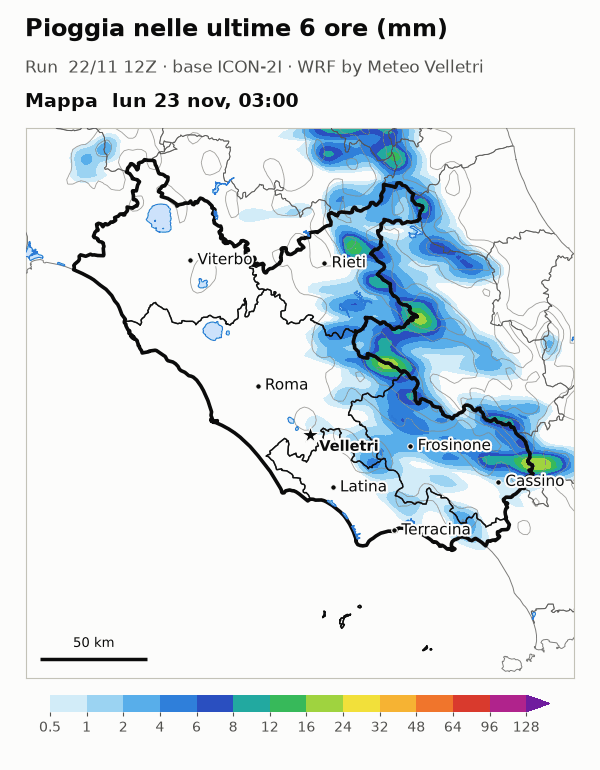 Pioggia nelle ultime 6 ore (mm)
Run  22/11 12Z · base ICON-2I · WRF by Meteo Velletri
Mappa  lun 23 nov, 03:00
Viterbo
Rieti
Roma
Velletri
Frosinone
Latina
Cassino
Terracina
50 km
0.5 1 2 4 6 8 12 16 24 32 48 64 96 128